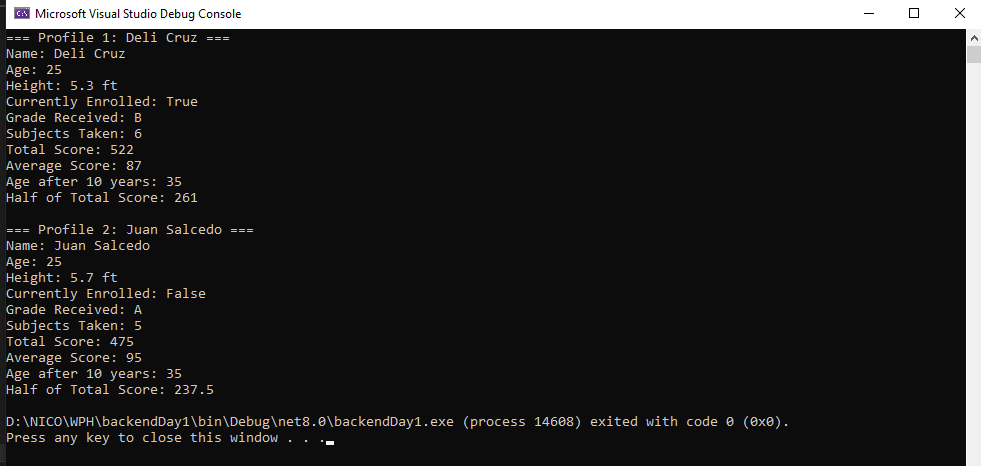 Microsoft Visual Studio Debug Console
=== Profile 1: Deli Cruz ===
Name: Deli Cruz
Age: 25
Height: 5.3 ft
Currently Enrolled: True
Grade Received: B
Subjects Taken: 6
Total Score: 522
Average Score: 87
Age after 10 years: 35
Half of Total Score: 261
=== Profile 2: Juan Salcedo ===
Name: Juan Salcedo
Age: 25
Height: 5.7 ft
Currently Enrolled: False
Grade Received: A
Subjects Taken: 5
Total Score: 475
Average Score: 95
Age after 10 years: 35
Half of Total Score: 237.5
D:\NICO\WPH\backendDay1\bin\Debug\net8.0\backendDay1.exe (process 14608) exited with code 0 (0x0).
Press any key to close this window . . .